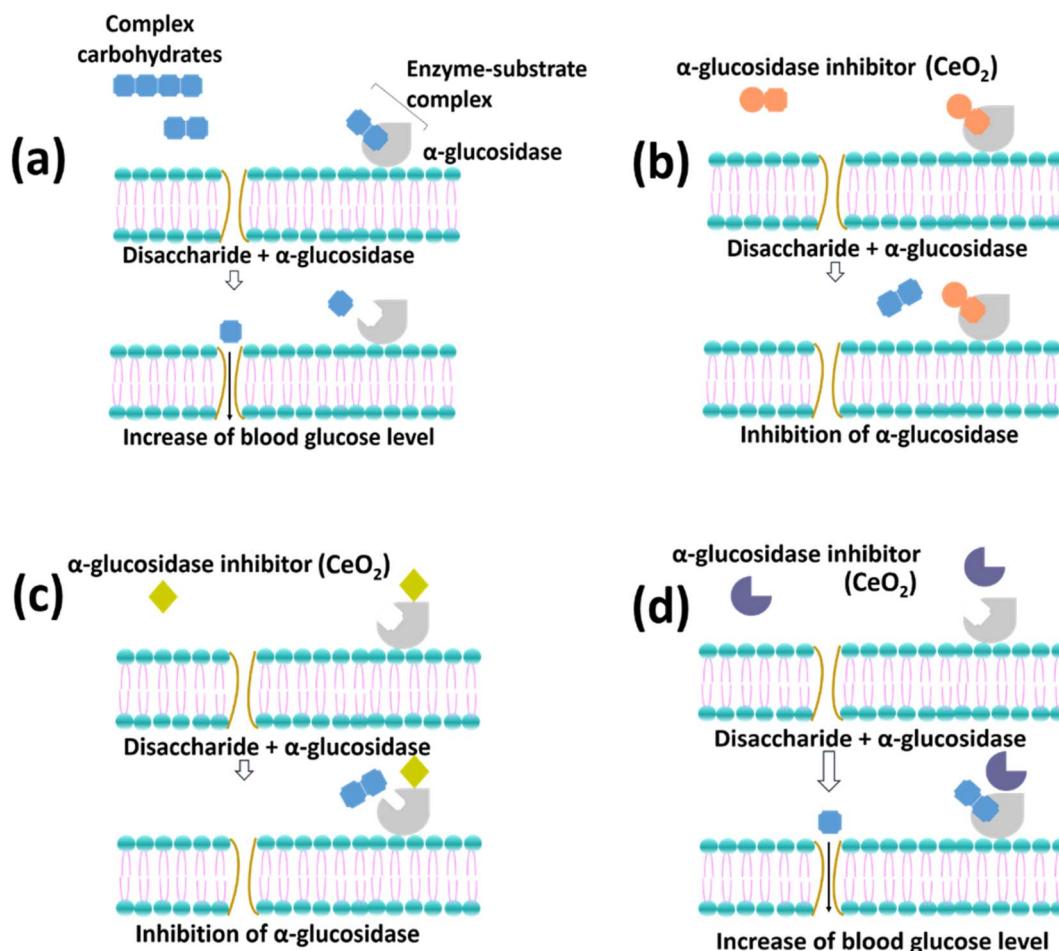 Complex
carbohydrates
Enzyme-substrate
complex
α-glucosidase
(a)
Disaccharide + α-glucosidase
Increase of blood glucose level
α-glucosidase inhibitor (CeO₂)
(b)
Disaccharide + α-glucosidase
Inhibition of α-glucosidase
α-glucosidase inhibitor (CeO₂)
(c)
Disaccharide + α-glucosidase
Inhibition of α-glucosidase
α-glucosidase inhibitor
(CeO₂)
(d)
Disaccharide + α-glucosidase
Increase of blood glucose level